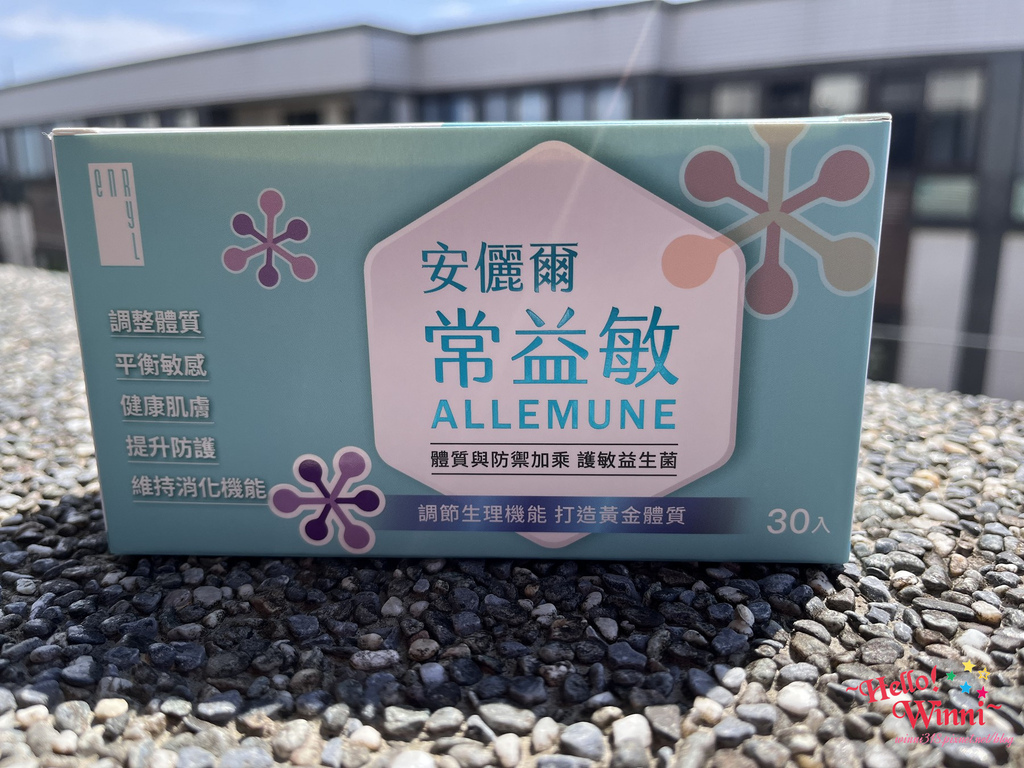 enRyL
調整體質
平衡敏感
健康肌膚
提升防護
維持消化機能
安儷爾
常益敏
ALLEMUNE
體質與防禦加乘 護敏益生菌
調節生理機能 打造黃金體質
30入
~Hello!
Winni~